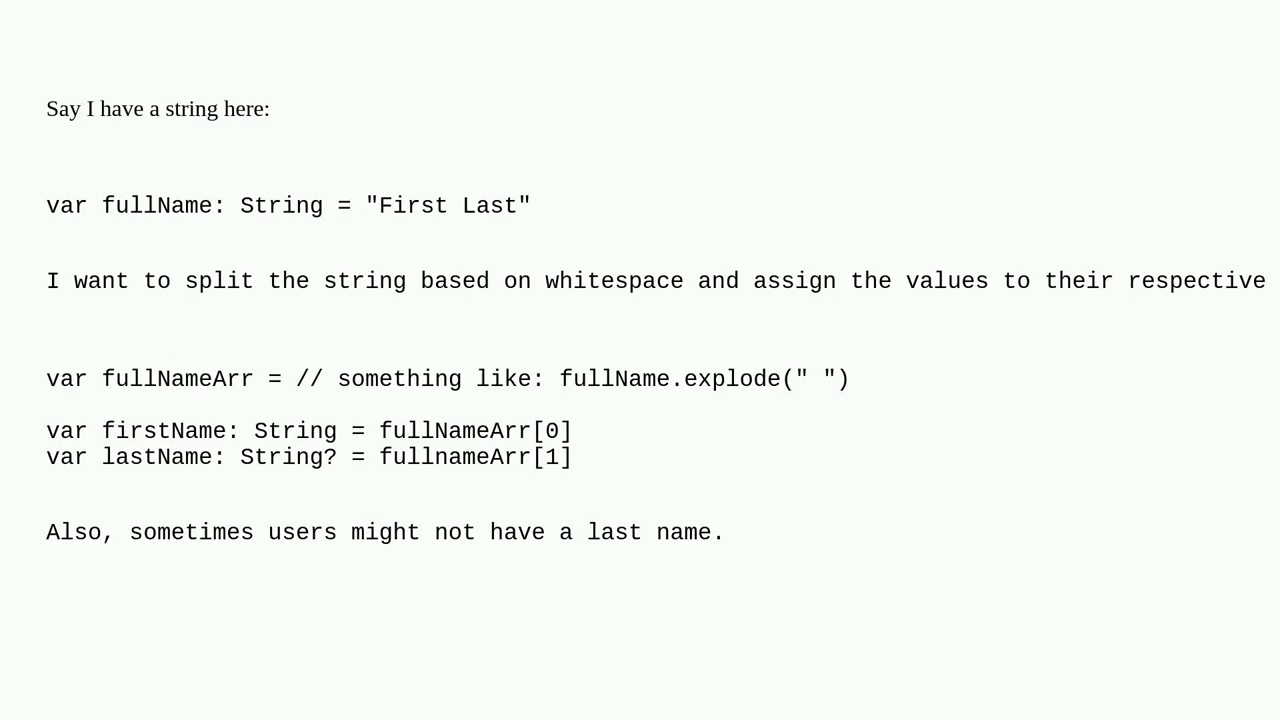 Say I have a string here:
var fullName: String = "First Last"
I want to split the string based on whitespace and assign the values to their respective
var fullNameArr = // something like: fullName.explode(" ")
var firstName: String = fullNameArr[0]
var lastName: String? = fullnameArr[1]
Also, sometimes users might not have a last name.